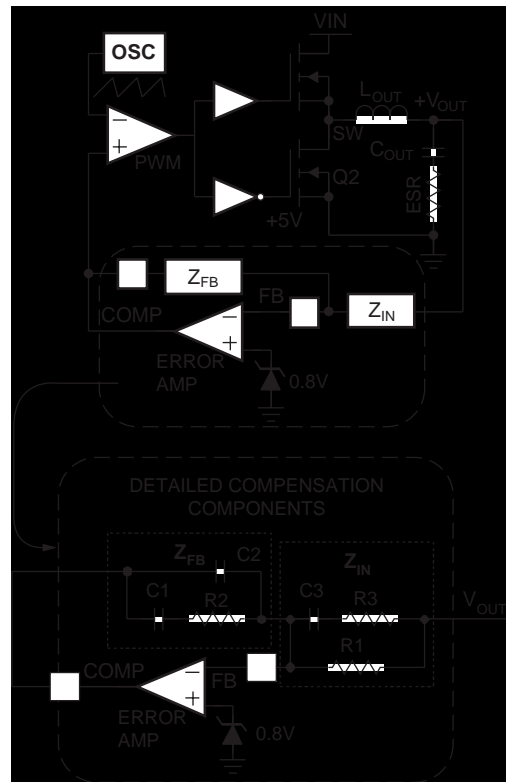 VIN
OSC
L_OUT
+V_OUT
−
+
PWM
SW
C_OUT
ESR
Q2
+5V
Z_FB
FB
Z_IN
COMP
−
+
ERROR
AMP
0.8V
DETAILED COMPENSATION
COMPONENTS
Z_FB
C2
Z_IN
C1
R2
C3
R3
V_OUT
R1
COMP
−
+
FB
ERROR
AMP
0.8V